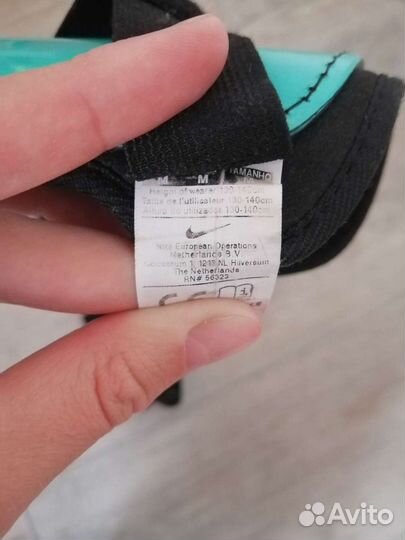 M M TAMANHO
Height of wearer 130-140cm
Taille de l'utilisateur 130-140cm
Altura do utilizador 130-140cm
Nike European Operations
Netherlands B.V.
Colosseum 1, 1213 NL Hilversum
The Netherlands
RN# 56323
CE
Avito